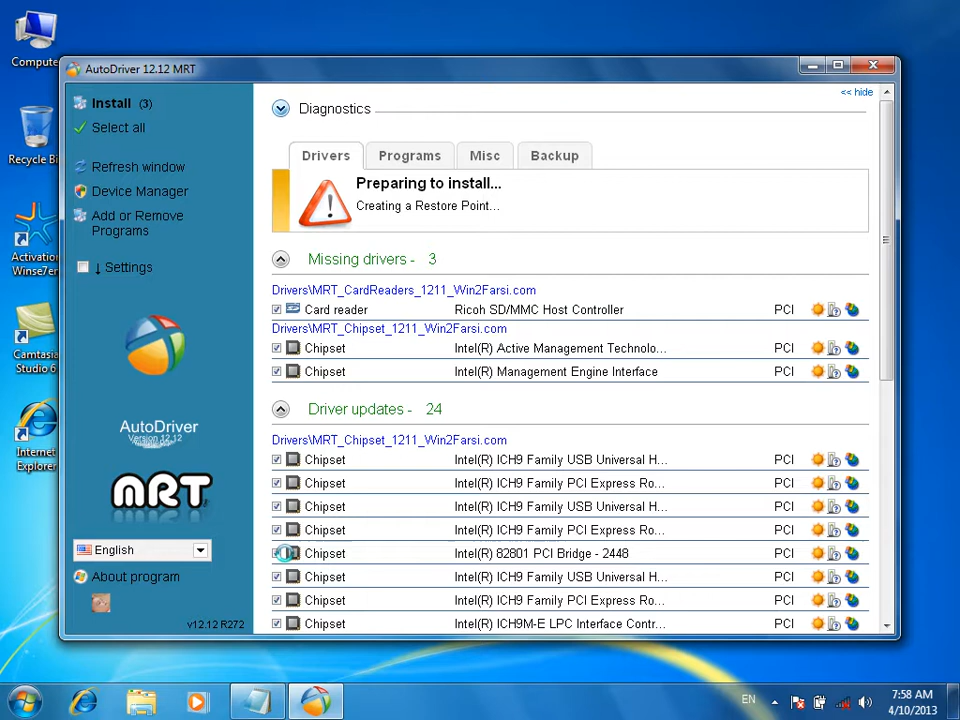 Compute
Recycle Bi
Activation
Winse7en
Camtasia
Studio 6
Internet
Explorer
AutoDriver 12.12 MRT
Install (3)
Select all
Refresh window
Device Manager
Add or Remove
Programs
↓ Settings
AutoDriver
Version 12.12
MRT
English
About program
v12.12 R272
<< hide
Diagnostics
Drivers
Programs
Misc
Backup
Preparing to install...
Creating a Restore Point...
Missing drivers - 3
Drivers\MRT_CardReaders_1211_Win2Farsi.com
Card reader Ricoh SD/MMC Host Controller PCI
Drivers\MRT_Chipset_1211_Win2Farsi.com
Chipset Intel(R) Active Management Technolo... PCI
Chipset Intel(R) Management Engine Interface PCI
Driver updates - 24
Drivers\MRT_Chipset_1211_Win2Farsi.com
Chipset Intel(R) ICH9 Family USB Universal H... PCI
Chipset Intel(R) ICH9 Family PCI Express Ro... PCI
Chipset Intel(R) ICH9 Family USB Universal H... PCI
Chipset Intel(R) ICH9 Family PCI Express Ro... PCI
Chipset Intel(R) 82801 PCI Bridge - 2448 PCI
Chipset Intel(R) ICH9 Family USB Universal H... PCI
Chipset Intel(R) ICH9 Family PCI Express Ro... PCI
Chipset Intel(R) ICH9M-E LPC Interface Contr... PCI
EN
7:58 AM
4/10/2013